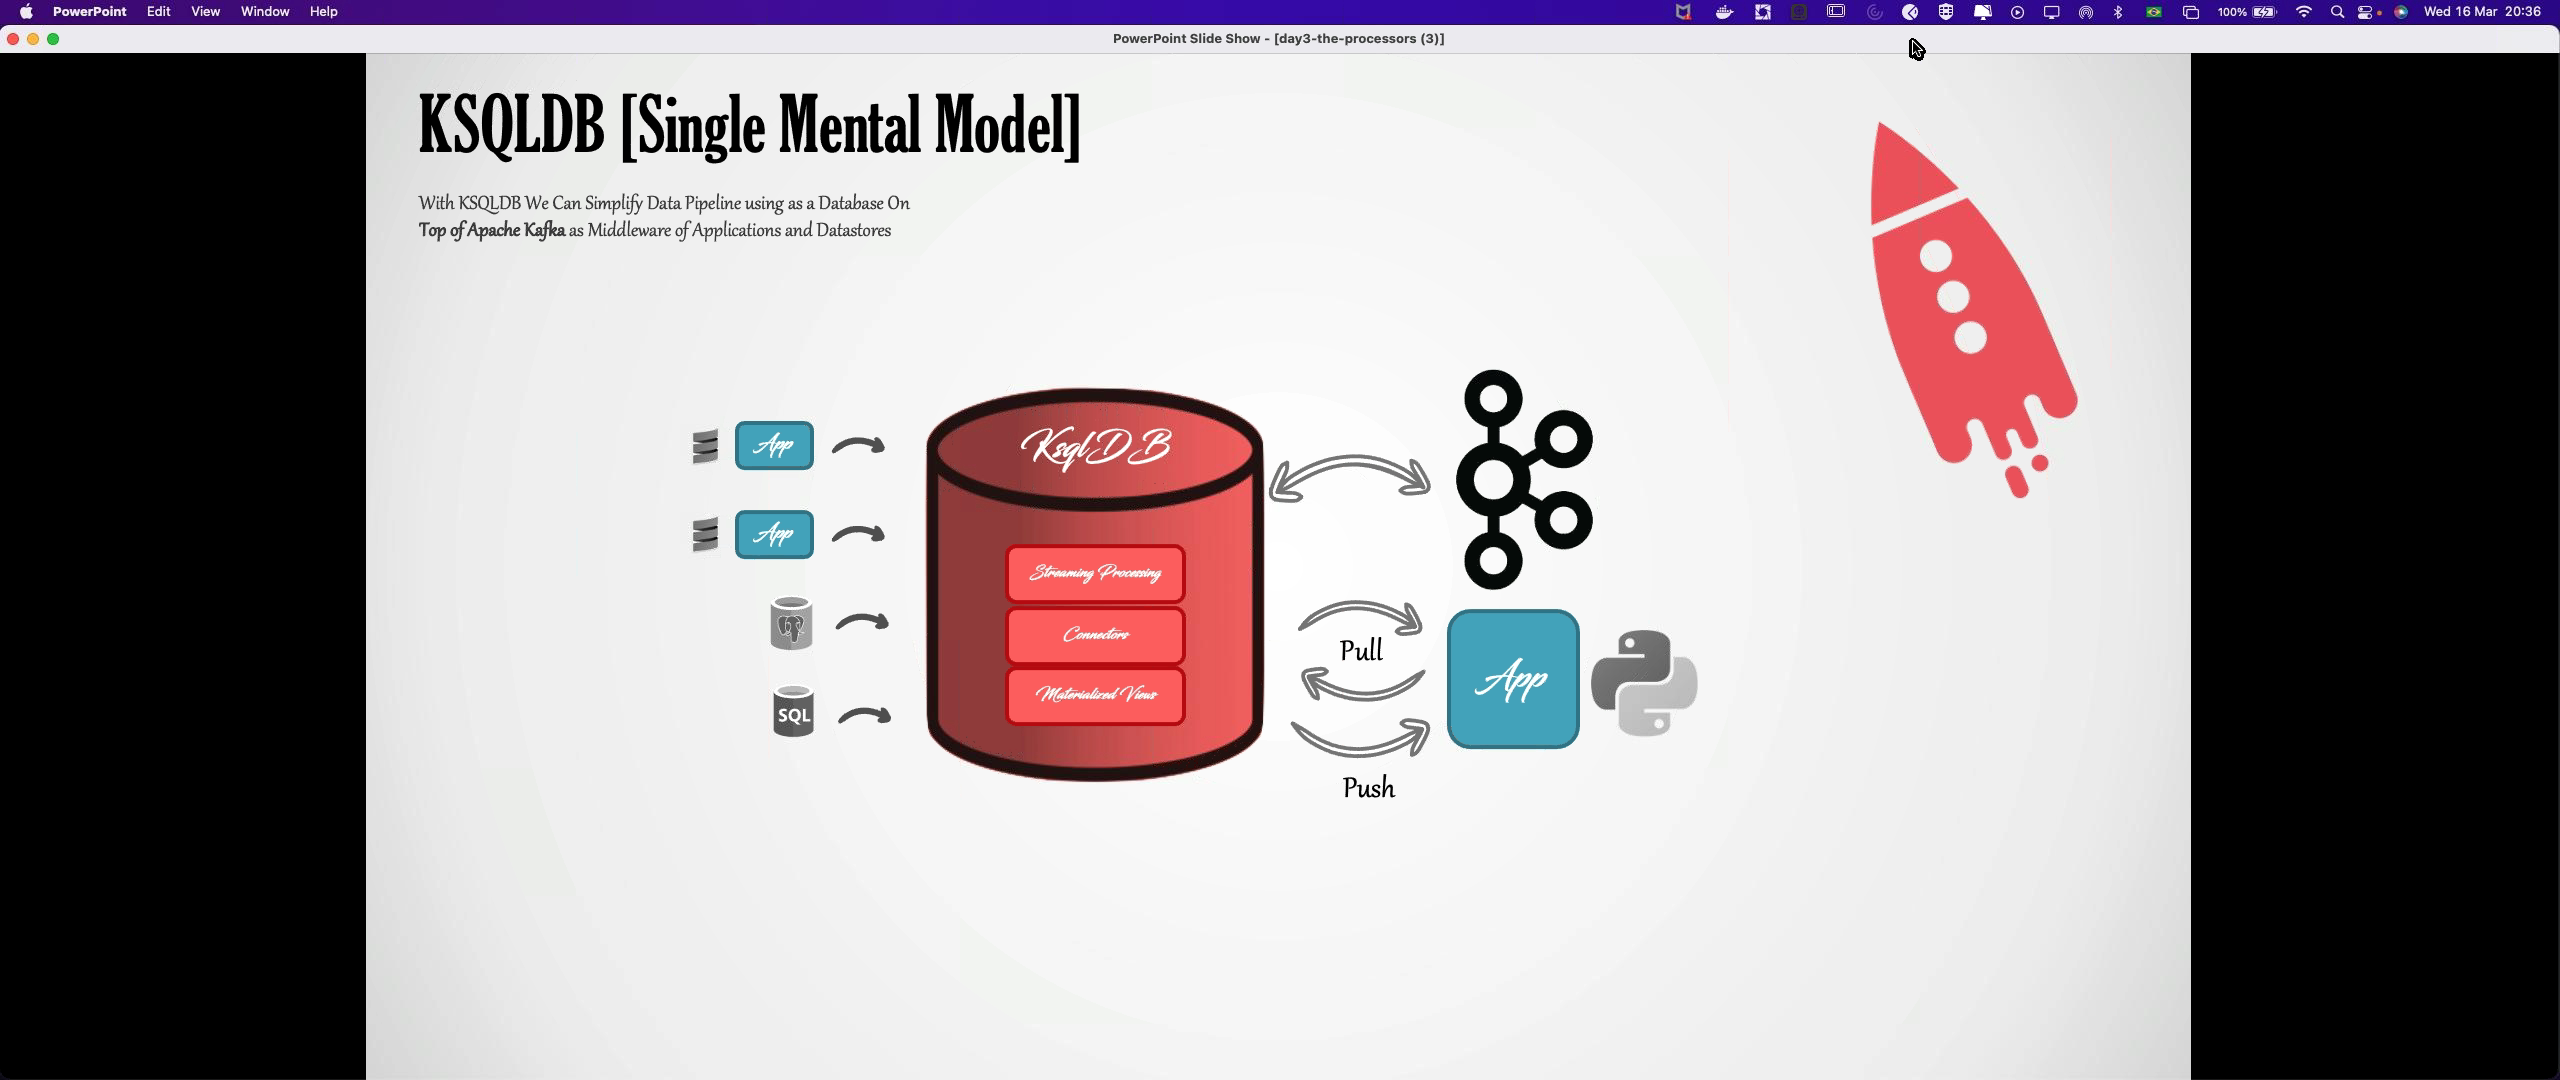 PowerPoint Edit View Window Help 100% Wed 16 Mar 20:36
PowerPoint Slide Show - [day3-the-processors (3)]
KSQLDB [Single Mental Model]
With KSQLDB We Can Simplify Data Pipeline using as a Database On
Top of Apache Kafka as Middleware of Applications and Datastores
KsqlDB
App
App
Streaming Processing
Connectors
Materialized Views
SQL
Pull
App
Push